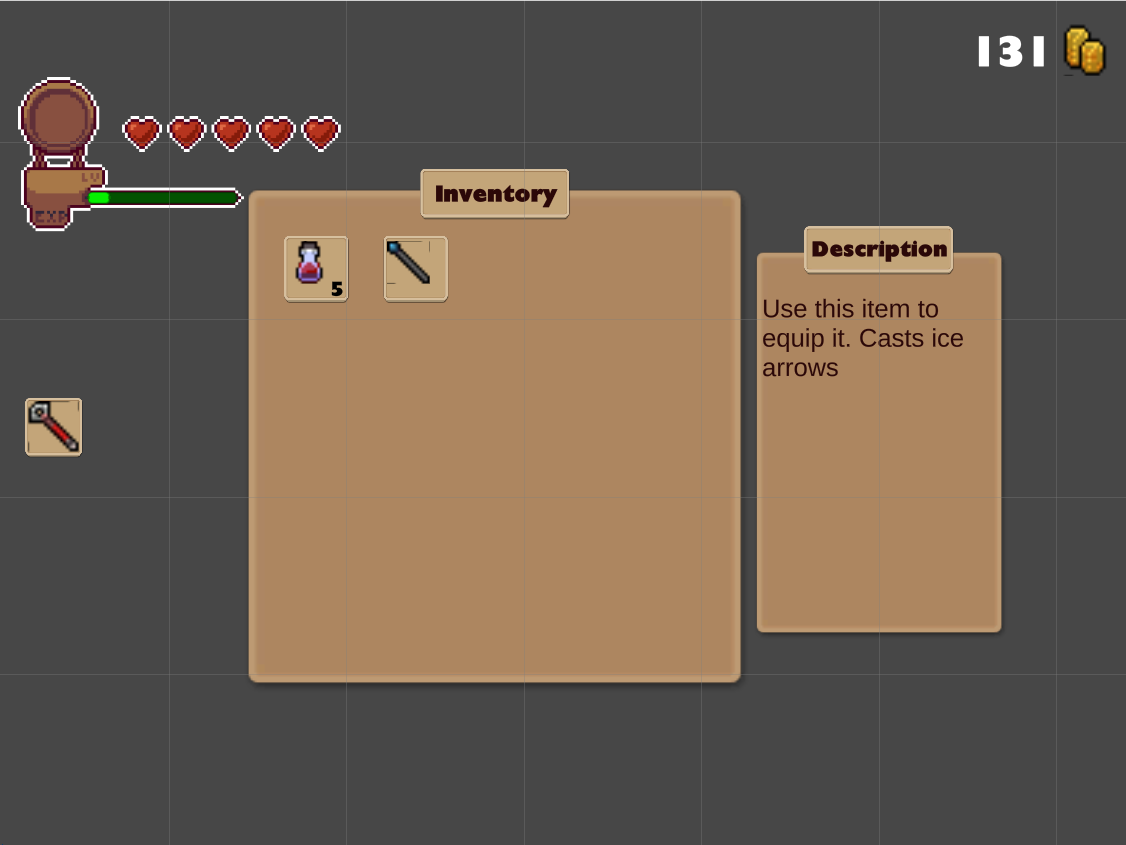 131
LV
EXP
Inventory
5
Description
Use this item to
equip it. Casts ice
arrows